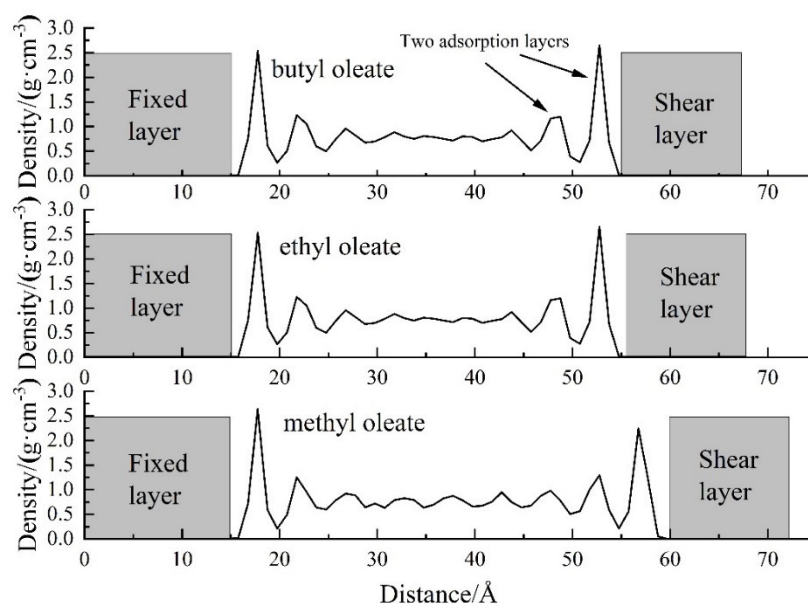 Density/(g·cm-3)
3.0
2.5
2.0
1.5
1.0
0.5
0.0
Fixed
layer
butyl oleate
Two adsorption layers
Shear
layer
0 10 20 30 40 50 60 70
Density/(g·cm-3)
3.0
2.5
2.0
1.5
1.0
0.5
0.0
Fixed
layer
ethyl oleate
Shear
layer
0 10 20 30 40 50 60 70
Density/(g·cm-3)
3.0
2.5
2.0
1.5
1.0
0.5
0.0
Fixed
layer
methyl oleate
Shear
layer
0 10 20 30 40 50 60 70
Distance/Å